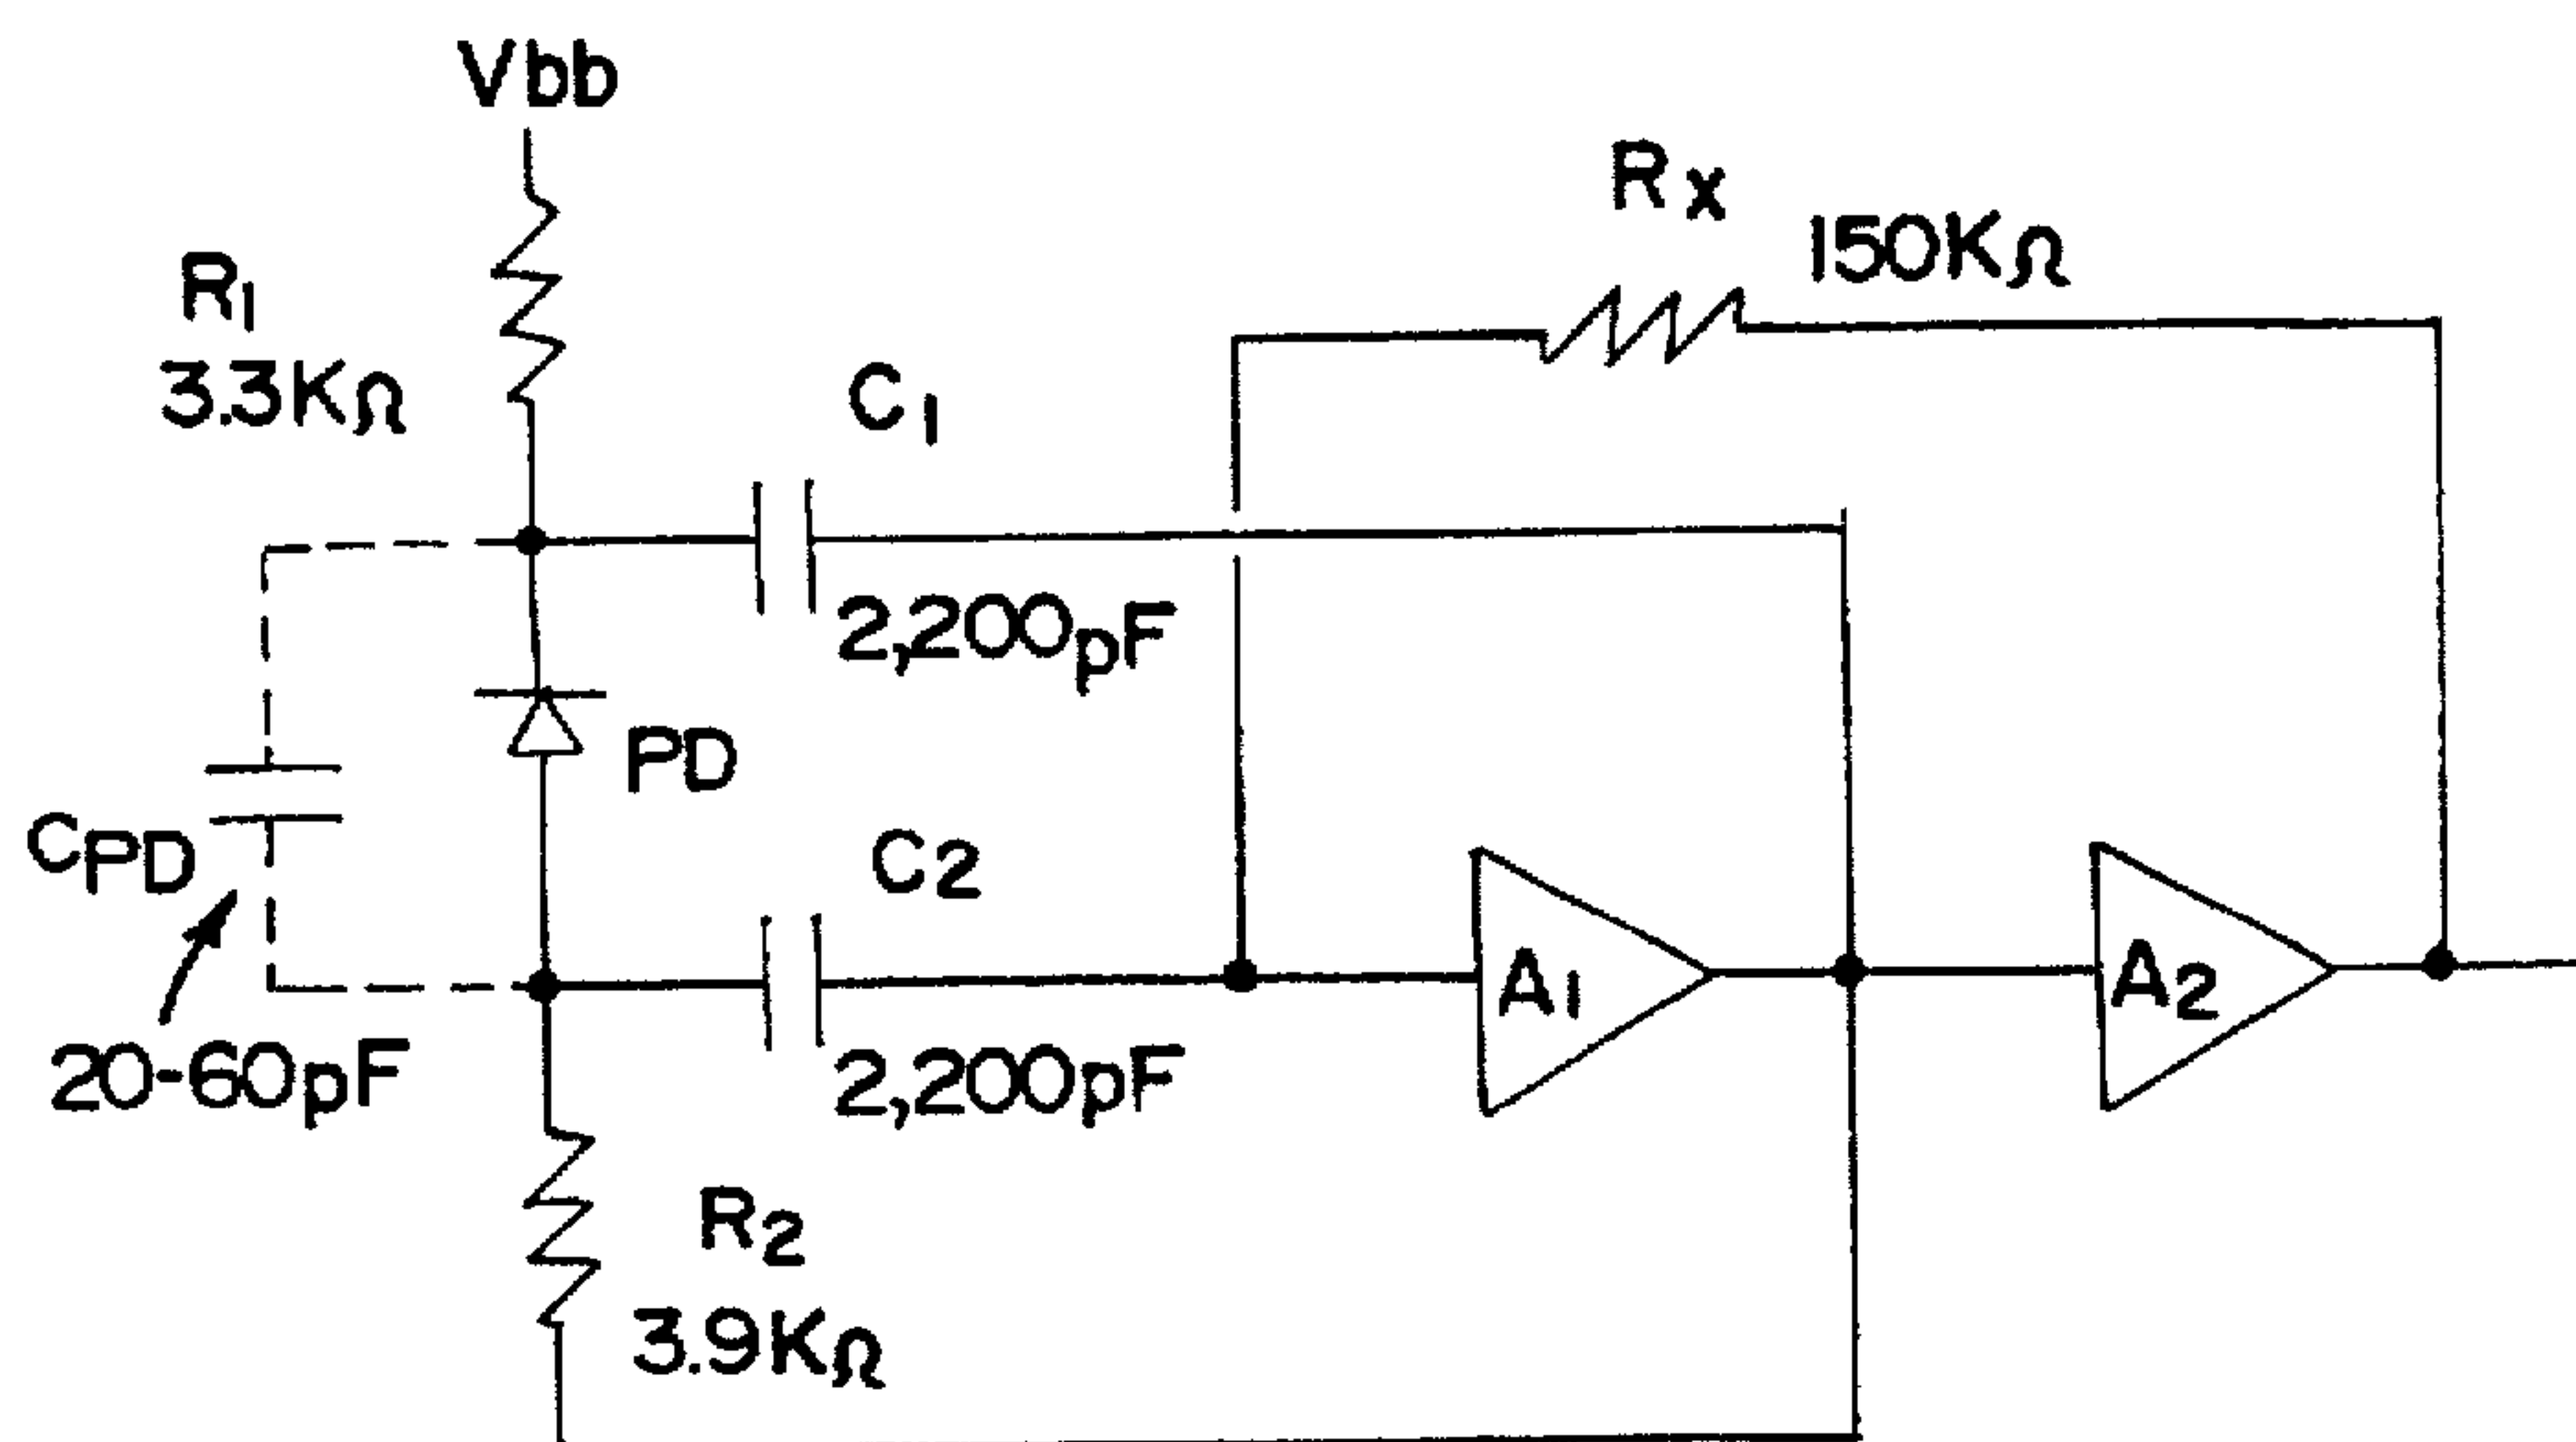 Vbb
R1
3.3KΩ
C1
2,200pF
RX
150KΩ
PD
CPD
20-60pF
C2
2,200pF
A1
A2
R2
3.9KΩ